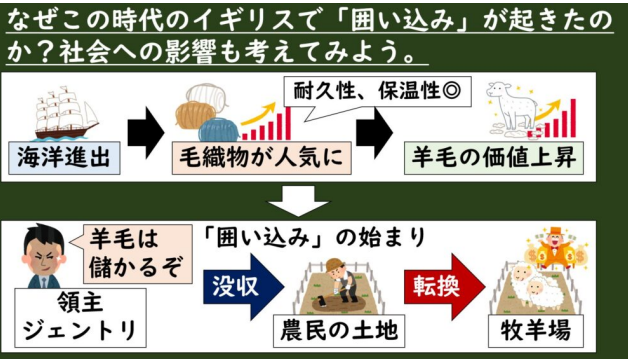 なぜこの時代のイギリスで「囲い込み」が起きたの
か？社会への影響も考えてみよう。
耐久性、保温性◎
海洋進出
毛織物が人気に
羊毛の価値上昇
羊毛は
儲かるぞ
「囲い込み」の始まり
没収
転換
領主
ジェントリ
農民の土地
牧羊場